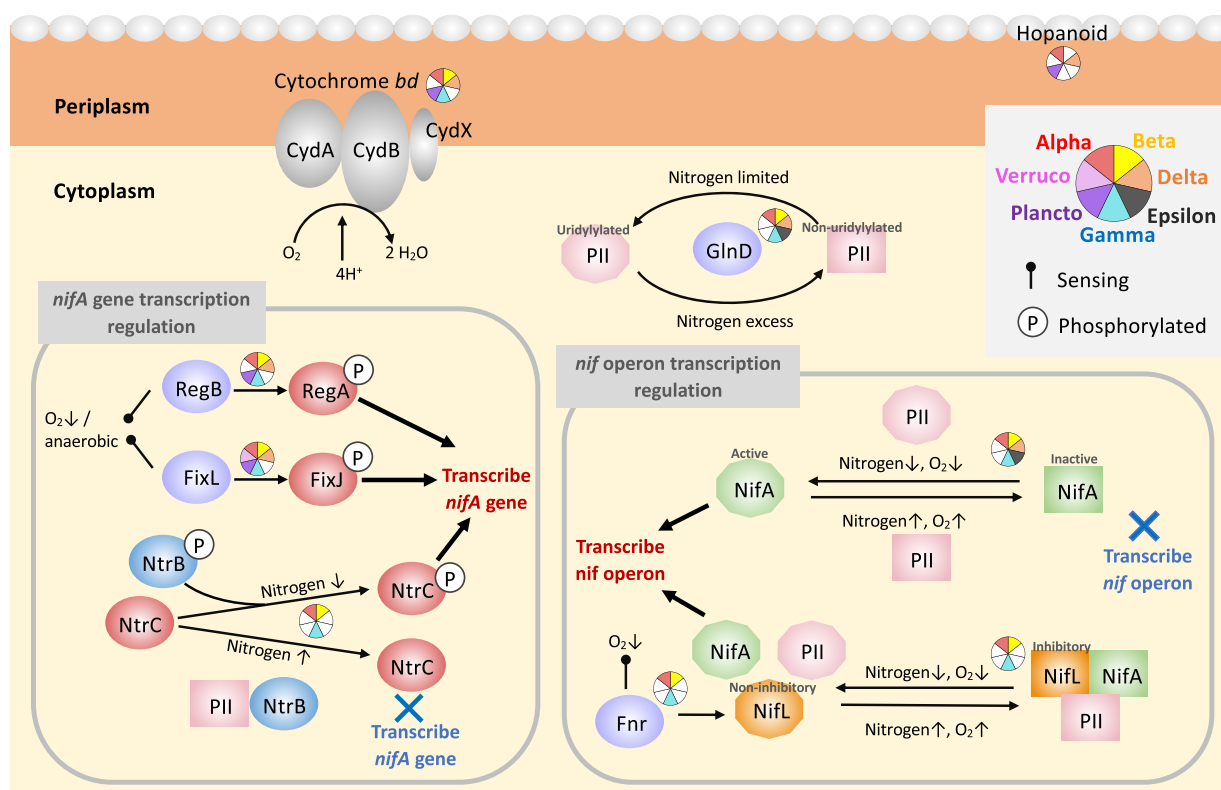 Hopanoid
Cytochrome bd
Periplasm
CydA
CydB
CydX
Cytoplasm
O₂
4H⁺
2 H₂O
Nitrogen limited
Uridylylated
PII
GlnD
Non-uridylylated
PII
Nitrogen excess
Alpha
Beta
Verruco
Delta
Plancto
Epsilon
Gamma
Sensing
P
Phosphorylated
nifA gene transcription
regulation
RegB
RegA
P
O₂↓ /
anaerobic
FixL
FixJ
P
Transcribe
nifA gene
NtrB
P
Nitrogen ↓
NtrC
P
NtrC
Nitrogen ↑
NtrC
PII
NtrB
Transcribe
nifA gene
nif operon transcription
regulation
PII
Active
NifA
Nitrogen↓, O₂↓
Inactive
NifA
Nitrogen↑, O₂↑
PII
Transcribe
nif operon
Transcribe
nif operon
O₂↓
NifA
PII
Non-inhibitory
NifL
Fnr
Nitrogen↓, O₂↓
Nitrogen↑, O₂↑
Inhibitory
NifL
NifA
PII